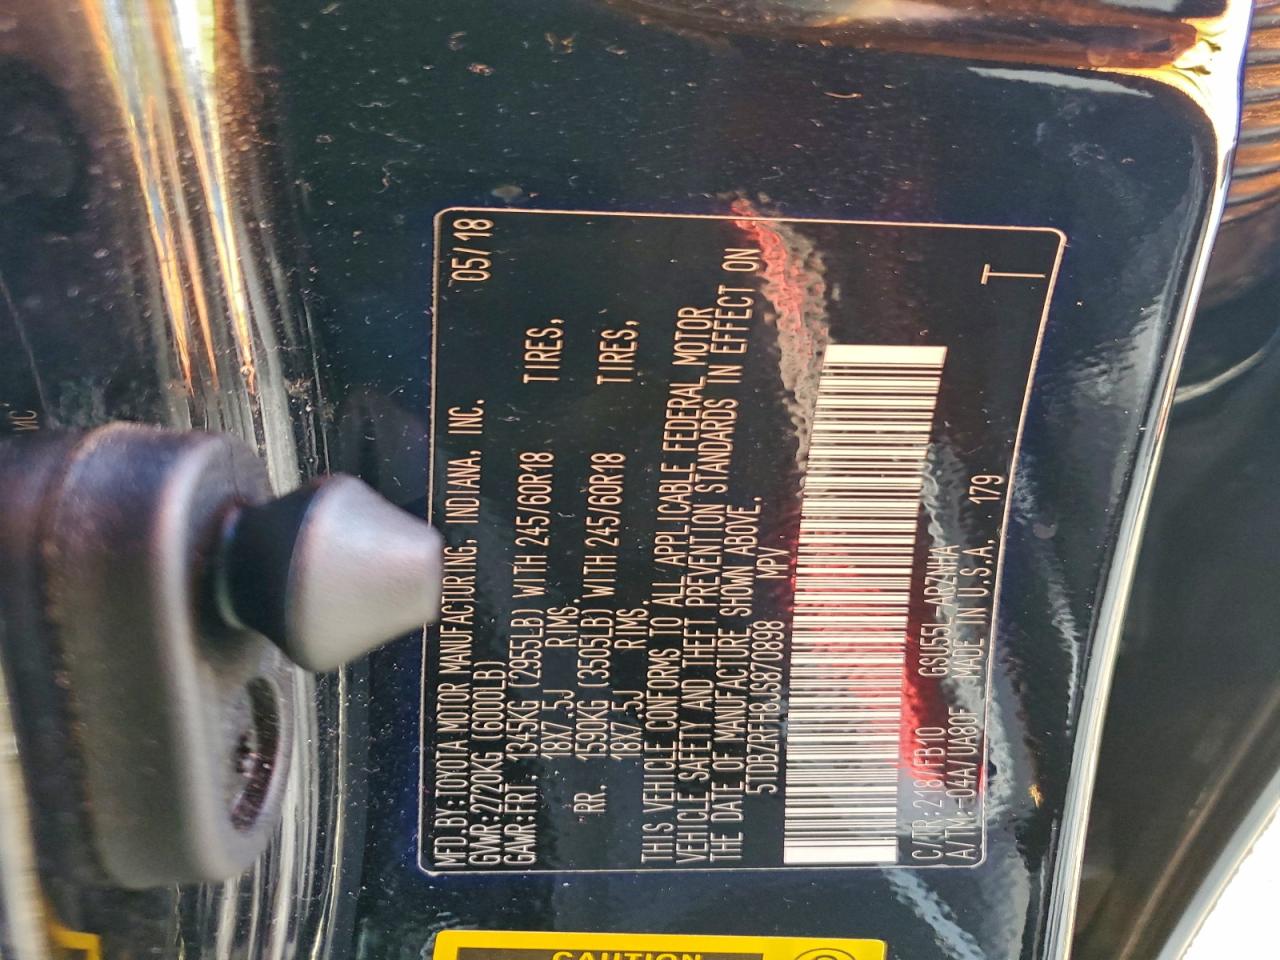 MFD.BY:TOYOTA MOTOR MANUFACTURING, INDIANA, INC. 05/18
GVWR:2720KG (6000LB)
GAWR:FRT. 1345KG (2955LB) WITH 245/60R18 TIRES,
18X7.5J RIMS,
RR. 1590KG (3505LB) WITH 245/60R18 TIRES,
18X7.5J RIMS.
THIS VEHICLE CONFORMS TO ALL APPLICABLE FEDERAL MOTOR
VEHICLE SAFETY AND THEFT PREVENTION STANDARDS IN EFFECT ON
THE DATE OF MANUFACTURE SHOWN ABOVE.
5TDBZRFH8JS870898 MPV
C/TR:218/FB10 GSU55L-ARZNHA
A/TM:-04A/UA80F MADE IN U.S.A. 179
T
CAUTION